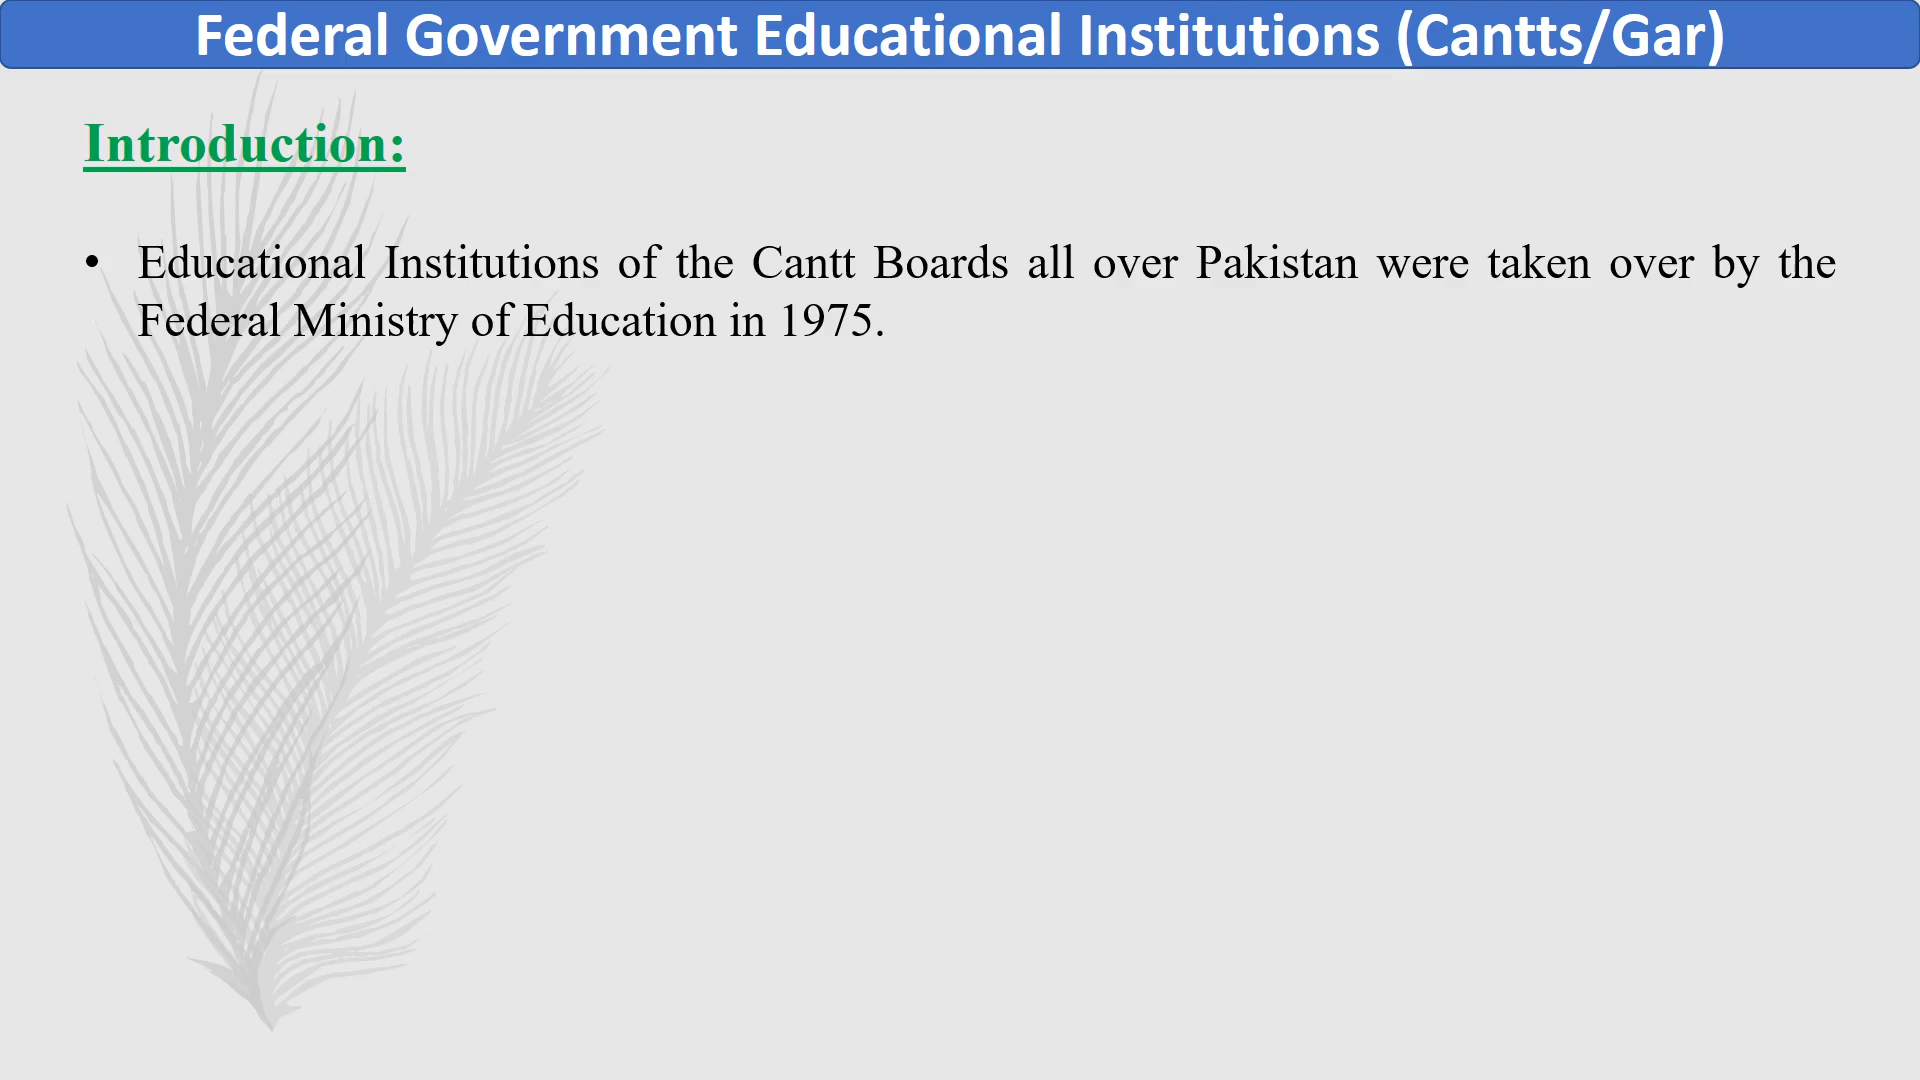 Federal Government Educational Institutions (Cantts/Gar)
Introduction:
• Educational Institutions of the Cantt Boards all over Pakistan were taken over by the
Federal Ministry of Education in 1975.